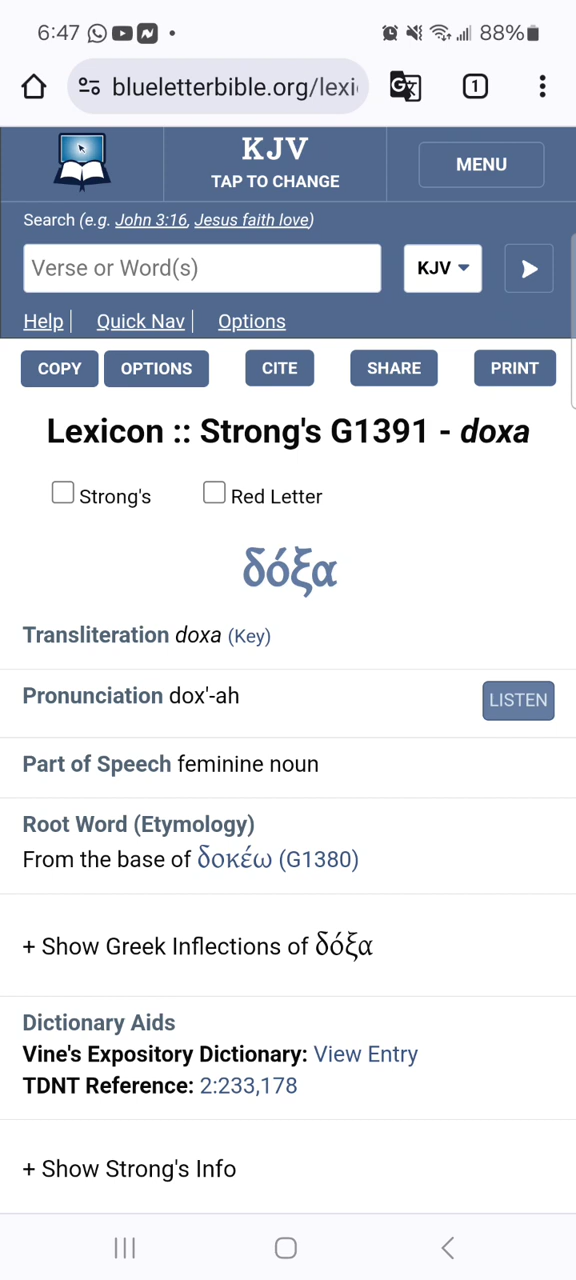 6:47 88%
blueletterbible.org/lexi
1
KJV
TAP TO CHANGE
MENU
Search (e.g. John 3:16, Jesus faith love)
Verse or Word(s)
KJV
Help| Quick Nav| Options
COPY OPTIONS CITE SHARE PRINT
Lexicon :: Strong's G1391 - doxa
Strong's Red Letter
δόξα
Transliteration doxa (Key)
Pronunciation dox'-ah LISTEN
Part of Speech feminine noun
Root Word (Etymology)
From the base of δοκέω (G1380)
+ Show Greek Inflections of δόξα
Dictionary Aids
Vine's Expository Dictionary: View Entry
TDNT Reference: 2:233,178
+ Show Strong's Info